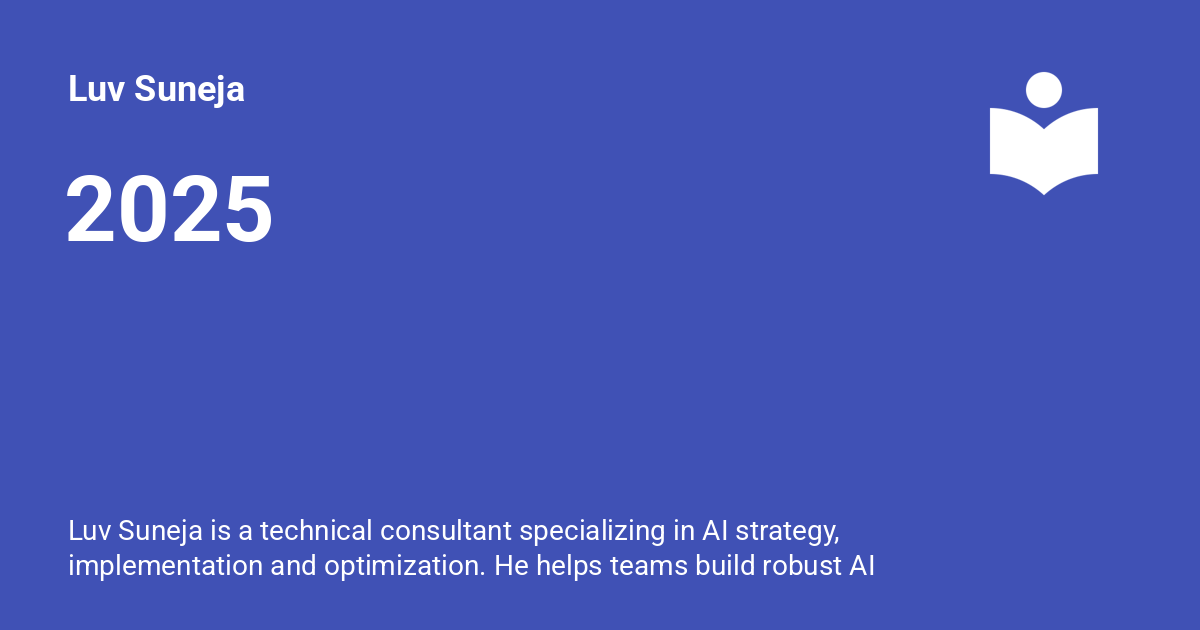 Luv Suneja
2025
Luv Suneja is a technical consultant specializing in AI strategy,
implementation and optimization. He helps teams build robust AI